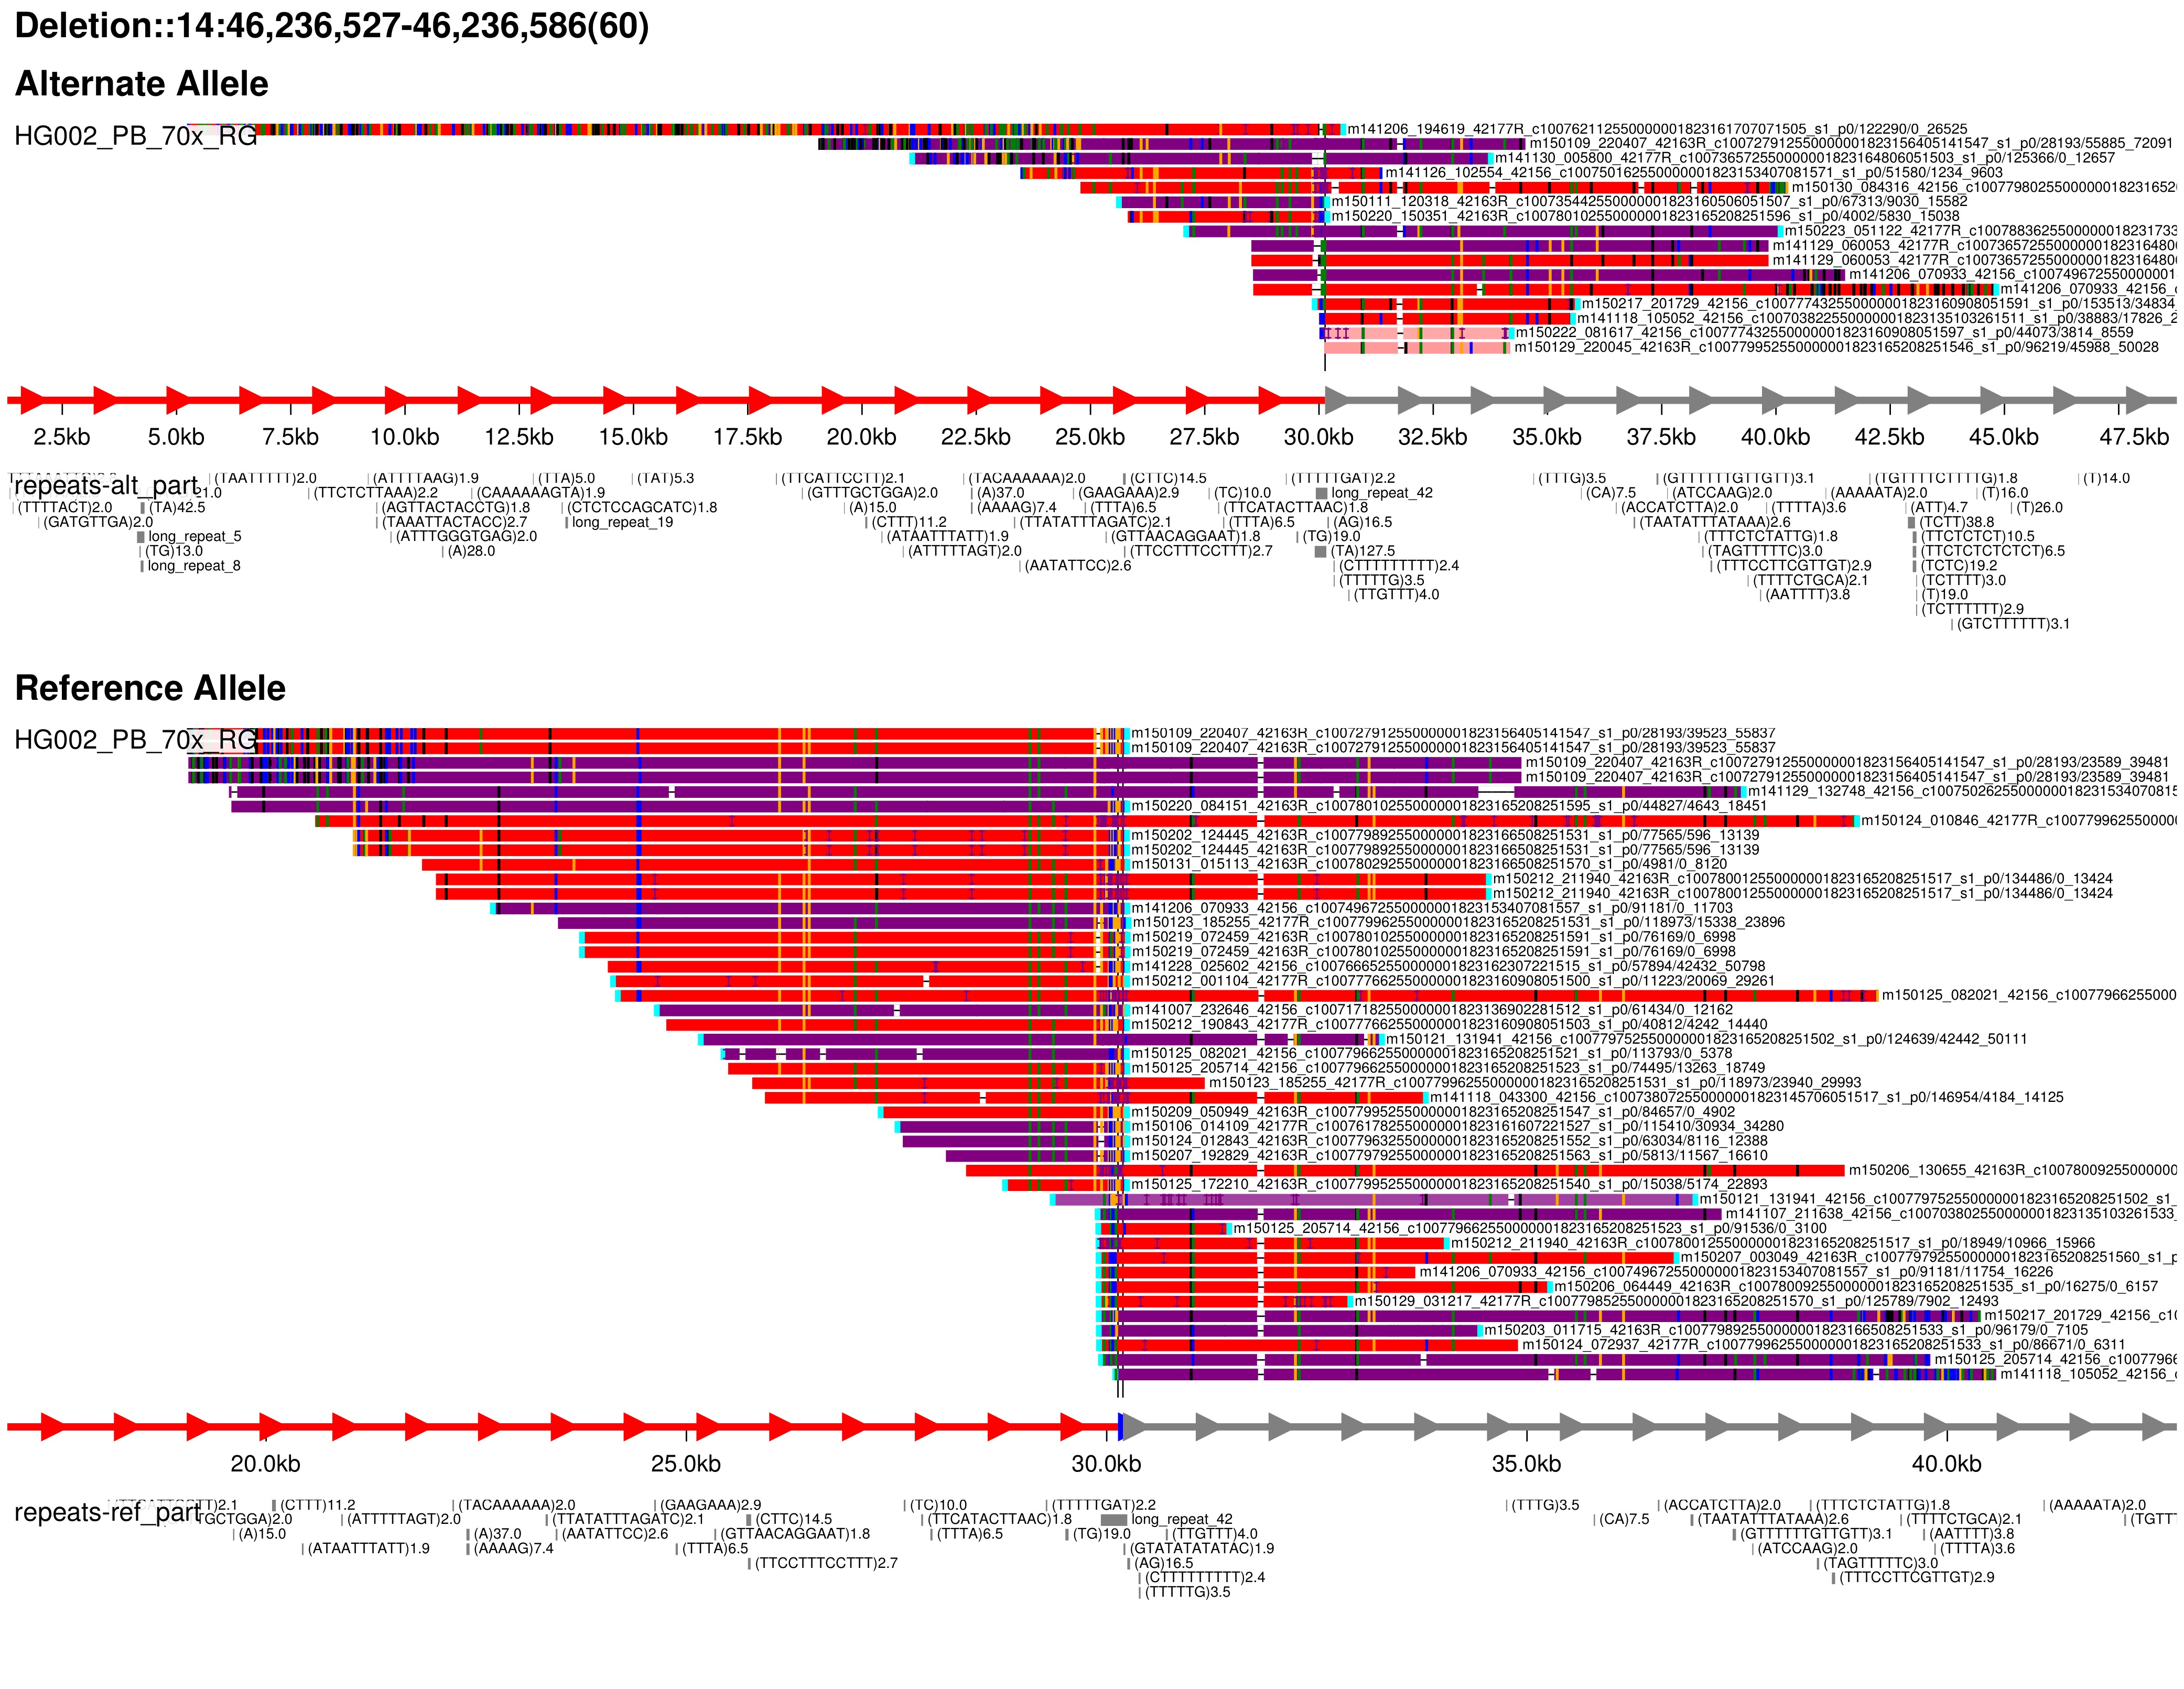 Deletion::14:46,236,527-46,236,586(60)
Alternate Allele
HG002_PB_70x_RG
m141206_194619_42177R_c100762112550000001823161707071505_s1_p0/122290/0_26525
m150109_220407_42163R_c100727912550000001823156405141547_s1_p0/28193/55885_72091
m141130_005800_42177R_c100736572550000001823164806051503_s1_p0/125366/0_12657
m141126_102554_42156_c100750162550000001823153407081571_s1_p0/51580/1234_9603
m150130_084316_42156_c10077980255000000182316520
m150111_120318_42163R_c100735442550000001823160506051507_s1_p0/67313/9030_15582
m150220_150351_42163R_c100780102550000001823165208251596_s1_p0/4002/5830_15038
m150223_051122_42177R_c100788362550000001823173
m141129_060053_42177R_c10073657255000000182316480
m141129_060053_42177R_c10073657255000000182316480
m141206_070933_42156_c100749672550000001
m141206_070933_42156_c
m150217_201729_42156_c100777432550000001823160908051591_s1_p0/153513/34834
m141118_105052_42156_c100703822550000001823135103261511_s1_p0/38883/17826_2
m150222_081617_42156_c100777432550000001823160908051597_s1_p0/44073/3814_8559
m150129_220045_42163R_c100779952550000001823165208251546_s1_p0/96219/45988_50028
2.5kb 5.0kb 7.5kb 10.0kb 12.5kb 15.0kb 17.5kb 20.0kb 22.5kb 25.0kb 27.5kb 30.0kb 32.5kb 35.0kb 37.5kb 40.0kb 42.5kb 45.0kb 47.5kb
repeats-alt_part
(TAATTTTT)2.0 (ATTTTAAG)1.9 (TTA)5.0 (TAT)5.3 (TTCATTCCTT)2.1 (TACAAAAAA)2.0 (CTTC)14.5 (TTTTTGAT)2.2 (TTTG)3.5 (GTTTTTTGTTGTT)3.1 (TGTTTTCTTTTG)1.8 (T)14.0
21.0 (TTCTCTTAAA)2.2 (CAAAAAAGTA)1.9 (GTTTGCTGGA)2.0 (A)37.0 (GAAGAAA)2.9 (TC)10.0 long_repeat_42 (CA)7.5 (ATCCAAG)2.0 (AAAAATA)2.0 (T)16.0
(TTTTACT)2.0 (TA)42.5 (AGTTACTACCTG)1.8 (CTCTCCAGCATC)1.8 (A)15.0 (AAAAG)7.4 (TTTA)6.5 (TTCATACTTAAC)1.8 (ACCATCTTA)2.0 (TTTTA)3.6 (ATT)4.7 (T)26.0
(GATGTTGA)2.0 (TAAATTACTACC)2.7 long_repeat_19 (CTTT)11.2 (TTATATTTAGATC)2.1 (TTTA)6.5 (AG)16.5 (TAATATTTATAAA)2.6 (TCTT)38.8
long_repeat_5 (ATTTGGGTGAG)2.0 (ATAATTTATT)1.9 (GTTAACAGGAAT)1.8 (TG)19.0 (TTTCTCTATTG)1.8 (TTCTCTCT)10.5
(TG)13.0 (A)28.0 (ATTTTTAGT)2.0 (TTCCTTTCCTTT)2.7 (TA)127.5 (TAGTTTTTC)3.0 (TTCTCTCTCTCT)6.5
long_repeat_8 (AATATTCC)2.6 (CTTTTTTTTT)2.4 (TTTCCTTCGTTGT)2.9 (TCTC)19.2
(TTTTTG)3.5 (TTTTCTGCA)2.1 (TCTTTT)3.0
(TTGTTT)4.0 (AATTTT)3.8 (T)19.0
(TCTTTTTT)2.9
(GTCTTTTTT)3.1
Reference Allele
HG002_PB_70x_RG
m150109_220407_42163R_c100727912550000001823156405141547_s1_p0/28193/39523_55837
m150109_220407_42163R_c100727912550000001823156405141547_s1_p0/28193/39523_55837
m150109_220407_42163R_c100727912550000001823156405141547_s1_p0/28193/23589_39481
m150109_220407_42163R_c100727912550000001823156405141547_s1_p0/28193/23589_39481
m141129_132748_42156_c1007502625500000018231534070815
m150220_084151_42163R_c100780102550000001823165208251595_s1_p0/44827/4643_18451
m150124_010846_42177R_c1007799625500000
m150202_124445_42163R_c100779892550000001823166508251531_s1_p0/77565/596_13139
m150202_124445_42163R_c100779892550000001823166508251531_s1_p0/77565/596_13139
m150131_015113_42163R_c100780292550000001823166508251570_s1_p0/4981/0_8120
m150212_211940_42163R_c100780012550000001823165208251517_s1_p0/134486/0_13424
m150212_211940_42163R_c100780012550000001823165208251517_s1_p0/134486/0_13424
m141206_070933_42156_c100749672550000001823153407081557_s1_p0/91181/0_11703
m150123_185255_42177R_c100779962550000001823165208251531_s1_p0/118973/15338_23896
m150219_072459_42163R_c100780102550000001823165208251591_s1_p0/76169/0_6998
m150219_072459_42163R_c100780102550000001823165208251591_s1_p0/76169/0_6998
m141228_025602_42156_c100766652550000001823162307221515_s1_p0/57894/42432_50798
m150212_001104_42177R_c100777662550000001823160908051500_s1_p0/11223/20069_29261
m150125_082021_42156_c10077966255000
m141007_232646_42156_c100717182550000001823136902281512_s1_p0/61434/0_12162
m150212_190843_42177R_c100777662550000001823160908051503_s1_p0/40812/4242_14440
m150121_131941_42156_c100779752550000001823165208251502_s1_p0/124639/42442_50111
m150125_082021_42156_c100779662550000001823165208251521_s1_p0/113793/0_5378
m150125_205714_42156_c100779662550000001823165208251523_s1_p0/74495/13263_18749
m150123_185255_42177R_c100779962550000001823165208251531_s1_p0/118973/23940_29993
m141118_043300_42156_c100738072550000001823145706051517_s1_p0/146954/4184_14125
m150209_050949_42163R_c100779952550000001823165208251547_s1_p0/84657/0_4902
m150106_014109_42177R_c100761782550000001823161607221527_s1_p0/115410/30934_34280
m150124_012843_42163R_c100779632550000001823165208251552_s1_p0/63034/8116_12388
m150207_192829_42163R_c100779792550000001823165208251563_s1_p0/5813/11567_16610
m150206_130655_42163R_c1007800925500000
m150125_172210_42163R_c100779952550000001823165208251540_s1_p0/15038/5174_22893
m150121_131941_42156_c100779752550000001823165208251502_s1_
m141107_211638_42156_c100703802550000001823135103261533
m150125_205714_42156_c100779662550000001823165208251523_s1_p0/91536/0_3100
m150212_211940_42163R_c100780012550000001823165208251517_s1_p0/18949/10966_15966
m150207_003049_42163R_c100779792550000001823165208251560_s1_p
m141206_070933_42156_c100749672550000001823153407081557_s1_p0/91181/11754_16226
m150206_064449_42163R_c100780092550000001823165208251535_s1_p0/16275/0_6157
m150129_031217_42177R_c100779852550000001823165208251570_s1_p0/125789/7902_12493
m150217_201729_42156_c10
m150203_011715_42163R_c100779892550000001823166508251533_s1_p0/96179/0_7105
m150124_072937_42177R_c100779962550000001823165208251533_s1_p0/86671/0_6311
m150125_205714_42156_c1007796
m141118_105052_42156_
20.0kb 25.0kb 30.0kb 35.0kb 40.0kb
repeats-ref_part
)2.1 (CTTT)11.2 (TACAAAAAA)2.0 (GAAGAAA)2.9 (TC)10.0 (TTTTTGAT)2.2 (TTTG)3.5 (ACCATCTTA)2.0 (TTTCTCTATTG)1.8 (AAAAATA)2.0
TGCTGGA)2.0 (ATTTTTAGT)2.0 (TTATATTTAGATC)2.1 (CTTC)14.5 (TTCATACTTAAC)1.8 long_repeat_42 (CA)7.5 (TAATATTTATAAA)2.6 (TTTTCTGCA)2.1 (TGTT
(A)15.0 (A)37.0 (AATATTCC)2.6 (GTTAACAGGAAT)1.8 (TTTA)6.5 (TG)19.0 (TTGTTT)4.0 (GTTTTTTGTTGTT)3.1 (AATTTT)3.8
(ATAATTTATT)1.9 (AAAAG)7.4 (TTTA)6.5 (GTATATATATAC)1.9 (ATCCAAG)2.0 (TTTTA)3.6
(TTCCTTTCCTTT)2.7 (AG)16.5 (TAGTTTTTC)3.0
(CTTTTTTTTT)2.4 (TTTCCTTCGTTGT)2.9
(TTTTTG)3.5